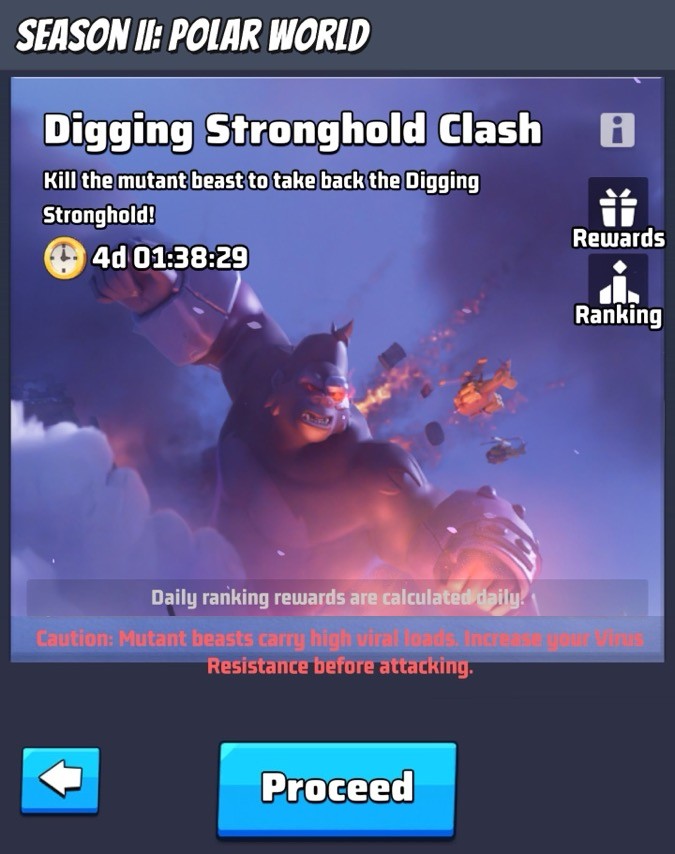 SEASON II: POLAR WORLD
Digging Stronghold Clash
Kill the mutant beast to take back the Digging
Stronghold!
4d 01:38:29
Rewards
Ranking
Daily ranking rewards are calculated daily.
Caution: Mutant beasts carry high viral loads. Increase your Virus
Resistance before attacking.
Proceed